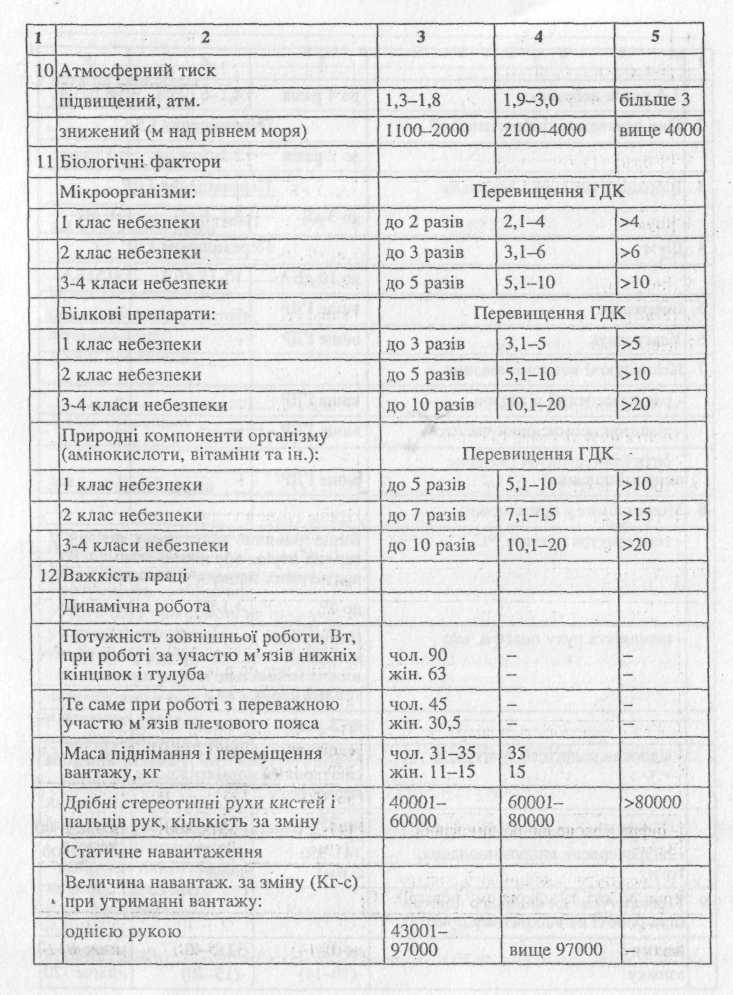 1 2 3 4 5
10 Атмосферний тиск
підвищений, атм. 1,3–1,8 1,9–3,0 більше 3
знижений (м над рівнем моря) 1100–2000 2100–4000 вище 4000
11 Біологічні фактори
Мікроорганізми: Перевищення ГДК
1 клас небезпеки до 2 разів 2,1–4 >4
2 клас небезпеки до 3 разів 3,1–6 >6
3-4 класи небезпеки до 5 разів 5,1–10 >10
Білкові препарати: Перевищення ГДК
1 клас небезпеки до 3 разів 3,1–5 >5
2 клас небезпеки до 5 разів 5,1–10 >10
3-4 класи небезпеки до 10 разів 10,1–20 >20
Природні компоненти організму
(амінокислоти, вітаміни та ін.): Перевищення ГДК
1 клас небезпеки до 5 разів 5,1–10 >10
2 клас небезпеки до 7 разів 7,1–15 >15
3-4 класи небезпеки до 10 разів 10,1–20 >20
12 Важкість праці
Динамічна робота
Потужність зовнішньої роботи, Вт,
при роботі за участю м’язів нижніх чол. 90 – –
кінцівок і тулуба жін. 63 – –
Те саме при роботі з переважною чол. 45 – –
участю м’язів плечового пояса жін. 30,5 – –
Маса піднімання і переміщення чол. 31–35 35
вантажу, кг жін. 11–15 15
Дрібні стереотипні рухи кистей і 40001– 60001– >80000
пальців рук, кількість за зміну 60000 80000
Статичне навантаження
Величина навантаж. за зміну (Кг-с)
при утриманні вантажу:
однією рукою 43001–
97000 вище 97000 –